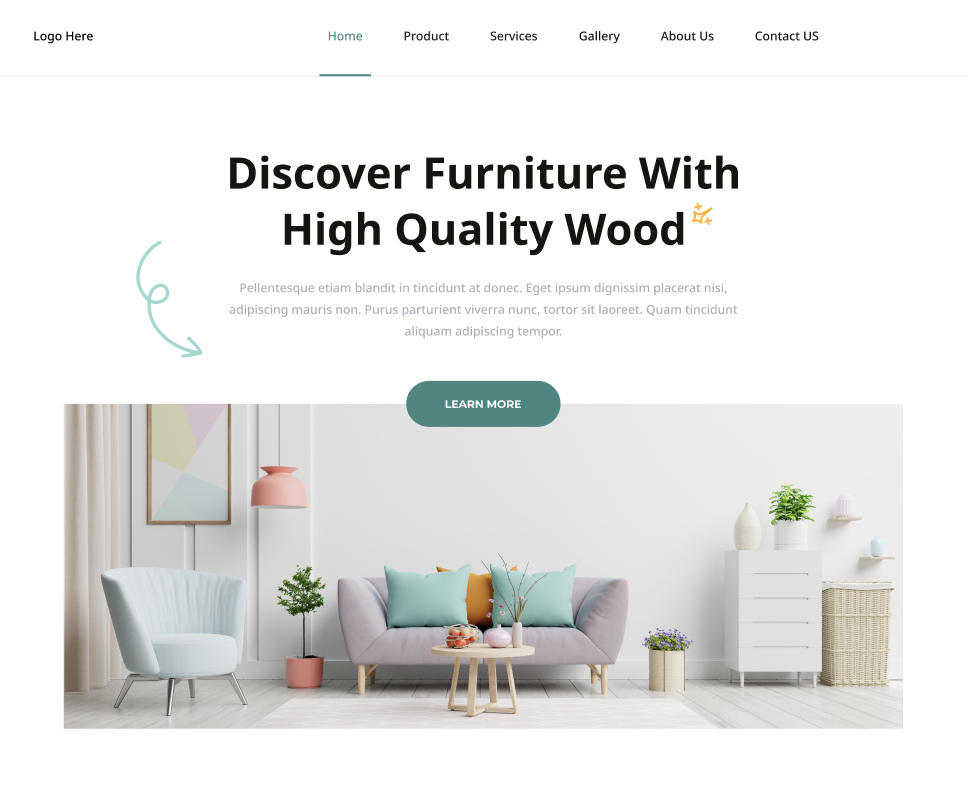 Logo Here
Home
Product
Services
Gallery
About Us
Contact US
Discover Furniture With
High Quality Wood
Pellentesque etiam blandit in tincidunt at donec. Eget ipsum dignissim placerat nisi,
adipiscing mauris non. Purus parturient viverra nunc, tortor sit laoreet. Quam tincidunt
aliquam adipiscing tempor.
LEARN MORE